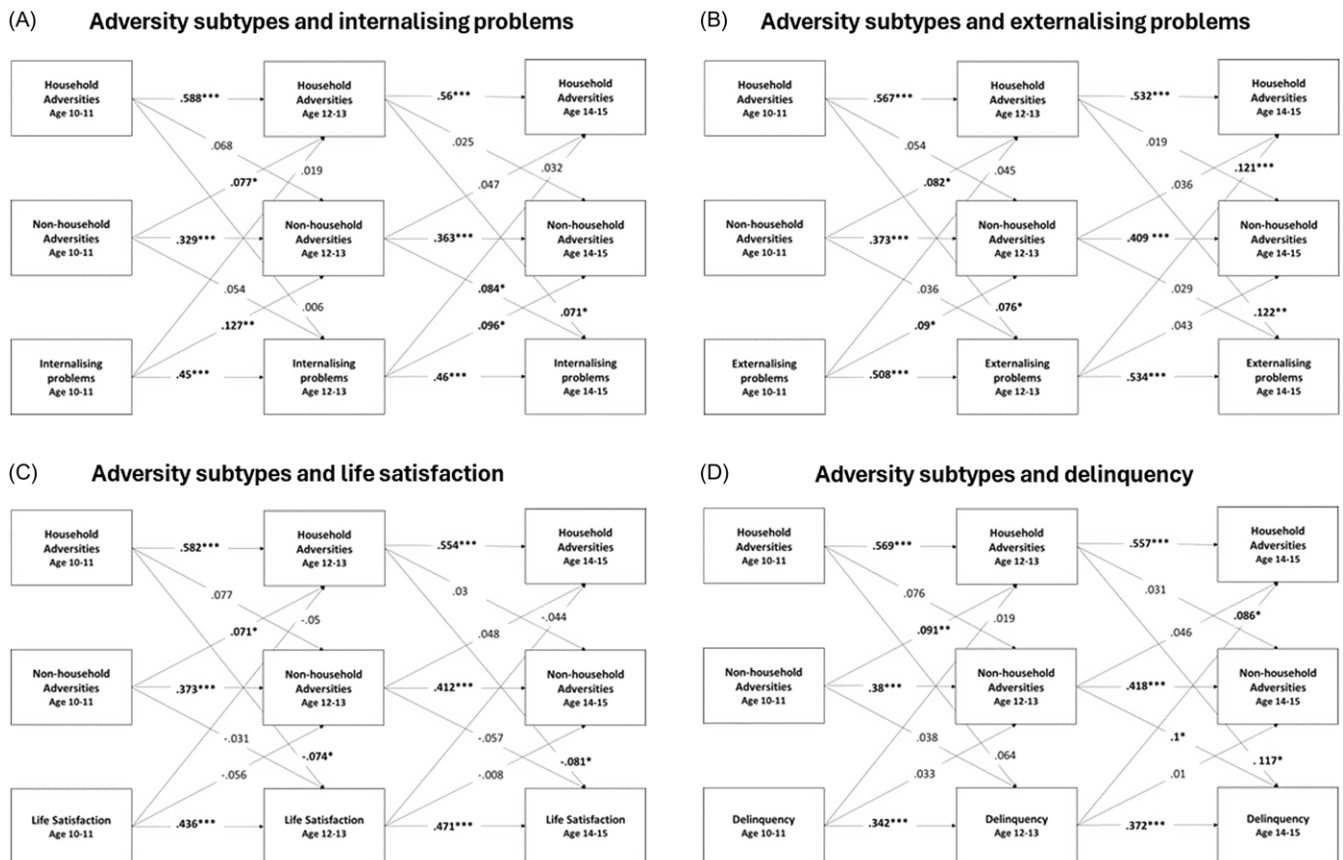 (A) Adversity subtypes and internalising problems
Household
Adversities
Age 10-11
.588***
Household
Adversities
Age 12-13
.56***
Household
Adversities
Age 14-15
.068
.077*
.019
.025
.047
.032
Non-household
Adversities
Age 10-11
.329***
Non-household
Adversities
Age 12-13
.363***
Non-household
Adversities
Age 14-15
.054
.127**
.006
.084*
.096*
.071*
Internalising
problems
Age 10-11
.45***
Internalising
problems
Age 12-13
.46***
Internalising
problems
Age 14-15
(B) Adversity subtypes and externalising problems
Household
Adversities
Age 10-11
.567***
Household
Adversities
Age 12-13
.532***
Household
Adversities
Age 14-15
.054
.082*
.045
.019
.036
.121***
Non-household
Adversities
Age 10-11
.373***
Non-household
Adversities
Age 12-13
.409 ***
Non-household
Adversities
Age 14-15
.036
.09*
.076*
.029
.043
.122**
Externalising
problems
Age 10-11
.508***
Externalising
problems
Age 12-13
.534***
Externalising
problems
Age 14-15
(C) Adversity subtypes and life satisfaction
Household
Adversities
Age 10-11
.582***
Household
Adversities
Age 12-13
.554***
Household
Adversities
Age 14-15
.077
.071*
-.05
.03
.048
-.044
Non-household
Adversities
Age 10-11
.373***
Non-household
Adversities
Age 12-13
.412***
Non-household
Adversities
Age 14-15
-.031
-.056
-.074*
-.057
-.008
-.081*
Life Satisfaction
Age 10-11
.436***
Life Satisfaction
Age 12-13
.471***
Life Satisfaction
Age 14-15
(D) Adversity subtypes and delinquency
Household
Adversities
Age 10-11
.569***
Household
Adversities
Age 12-13
.557***
Household
Adversities
Age 14-15
.076
.091**
.019
.031
.046
.086*
Non-household
Adversities
Age 10-11
.38***
Non-household
Adversities
Age 12-13
.418***
Non-household
Adversities
Age 14-15
.038
.033
.064
.1*
.01
. 117*
Delinquency
Age 10-11
.342***
Delinquency
Age 12-13
.372***
Delinquency
Age 14-15